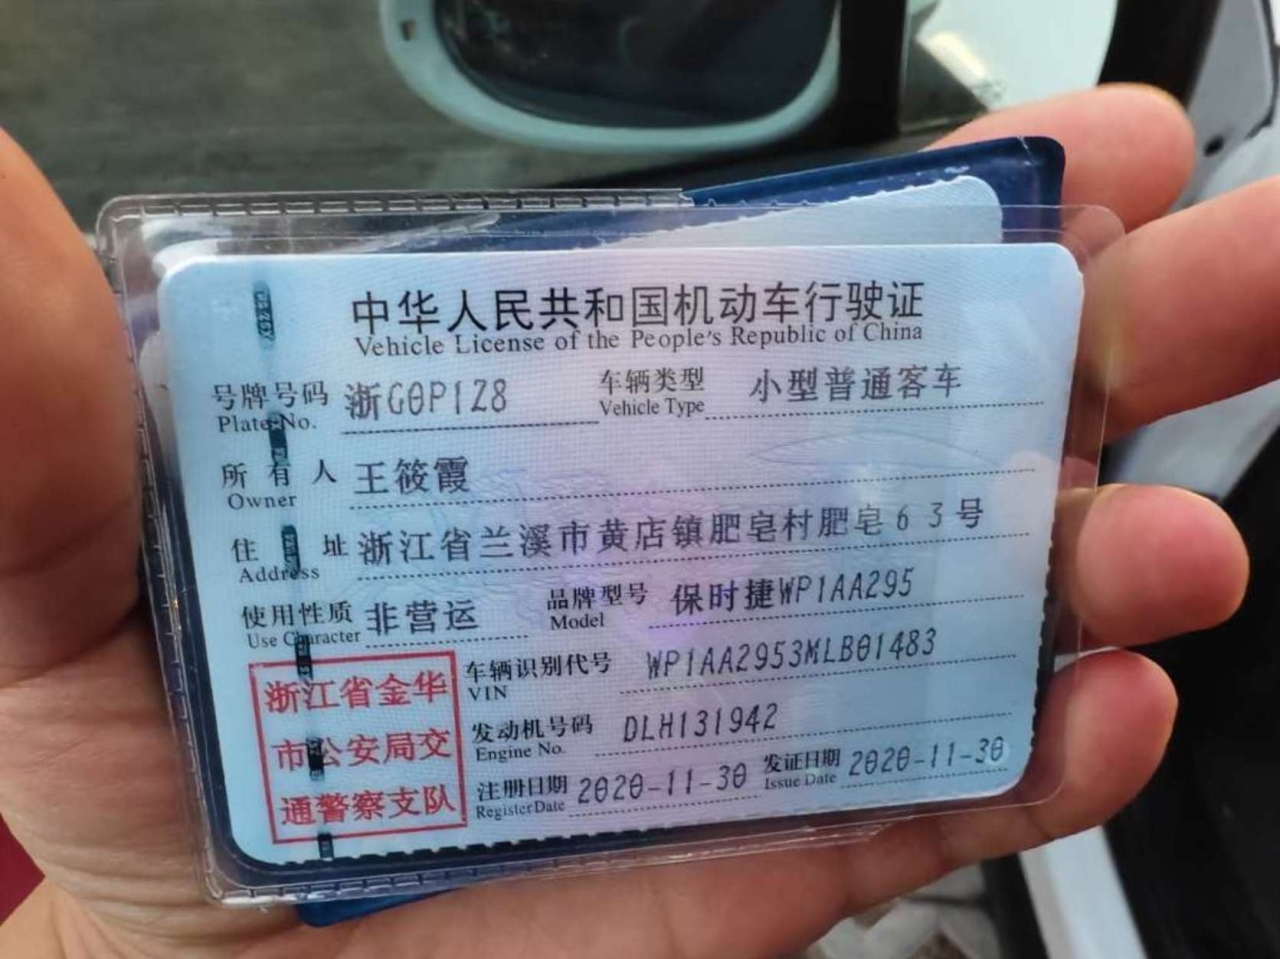 中华人民共和国机动车行驶证
Vehicle License of the People's Republic of China
号牌号码 浙G0P128 车辆类型 小型普通客车
Plate No. Vehicle Type
所有人 王筱霞
Owner
住址 浙江省兰溪市黄店镇肥皂村肥皂63号
Address
使用性质 非营运 品牌型号 保时捷WP1AA295
Use Character Model
浙江省金华
市公安局交
通警察支队
车辆识别代号 WP1AA2953MLB01483
VIN
发动机号码 DLH131942
Engine No.
注册日期 2020-11-30 发证日期 2020-11-30
Register Date Issue Date